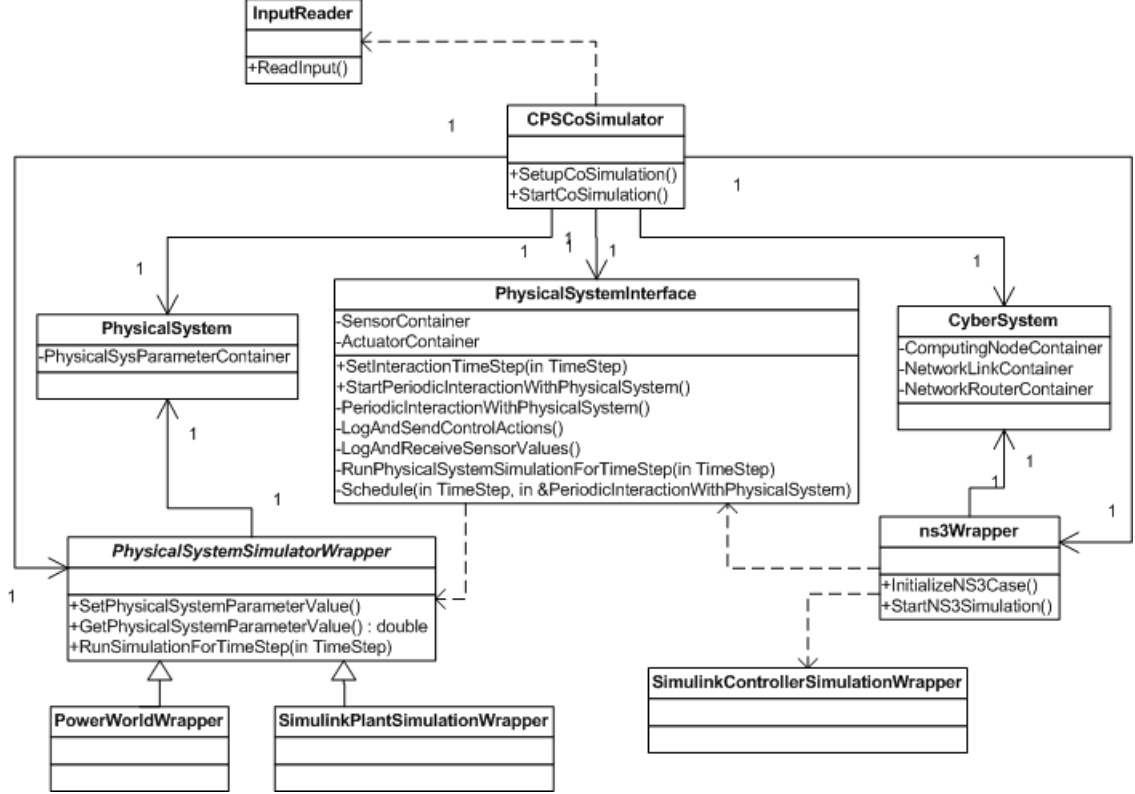 InputReader
+ReadInput()
CPSCoSimulator
+SetupCoSimulation()
+StartCoSimulation()
1
1
1
1
1
1
1
1
PhysicalSystem
-PhysicalSysParameterContainer
PhysicalSystemInterface
-SensorContainer
-ActuatorContainer
+SetInteractionTimeStep(in TimeStep)
+StartPeriodicInteractionWithPhysicalSystem()
-PeriodicInteractionWithPhysicalSystem()
-LogAndSendControlActions()
-LogAndReceiveSensorValues()
-RunPhysicalSystemSimulationForTimeStep(in TimeStep)
-Schedule(in TimeStep, in &PeriodicInteractionWithPhysicalSystem)
CyberSystem
-ComputingNodeContainer
-NetworkLinkContainer
-NetworkRouterContainer
1
1
1
1
1
1
PhysicalSystemSimulatorWrapper
+SetPhysicalSystemParameterValue()
+GetPhysicalSystemParameterValue() : double
+RunSimulationForTimeStep(in TimeStep)
ns3Wrapper
+InitializeNS3Case()
+StartNS3Simulation()
PowerWorldWrapper
SimulinkPlantSimulationWrapper
SimulinkControllerSimulationWrapper